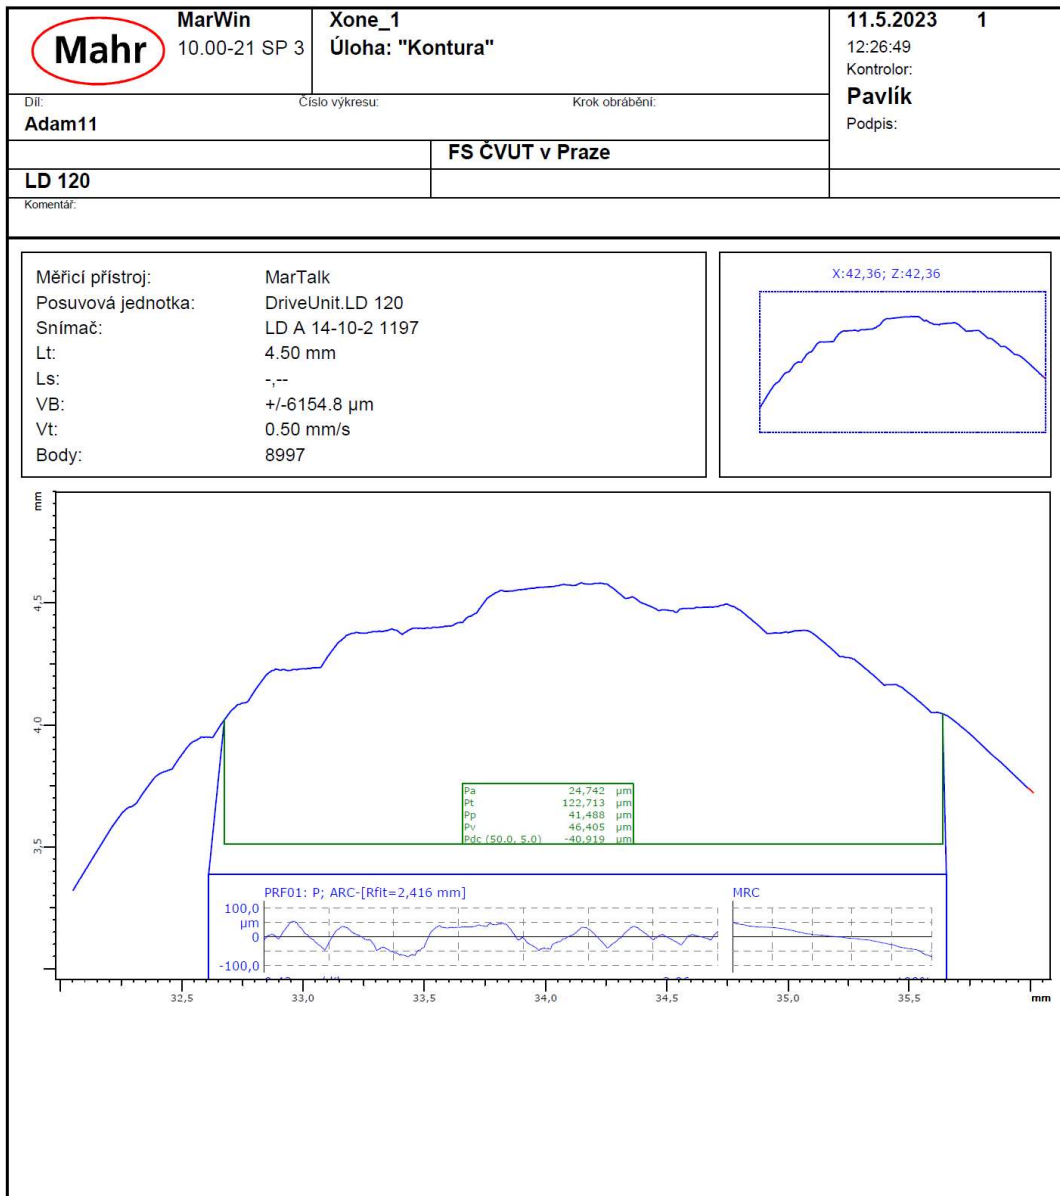 Mahr
MarWin
10.00-21 SP 3
Xone_1
Úloha: "Kontura"
11.5.2023 1
12:26:49
Kontrolor:
Pavlík
Podpis:
Díl:
Číslo výkresu:
Krok obrábění:
Adam11
FS ČVUT v Praze
LD 120
Komentář:
Měřicí přístroj: MarTalk
Posuvová jednotka: DriveUnit.LD 120
Snímač: LD A 14-10-2 1197
Lt: 4.50 mm
Ls: -,--
VB: +/-6154.8 µm
Vt: 0.50 mm/s
Body: 8997
X:42,36; Z:42,36
mm
4,5
4,0
3,5
Pa 24,742 µm
Pt 122,713 µm
Pp 41,488 µm
Pv 46,405 µm
Pdc (50.0, 5.0) -40,919 µm
PRF01: P; ARC-[Rfit=2,416 mm]
MRC
100,0
µm
0
-100,0
32,5 33,0 33,5 34,0 34,5 35,0 35,5 mm